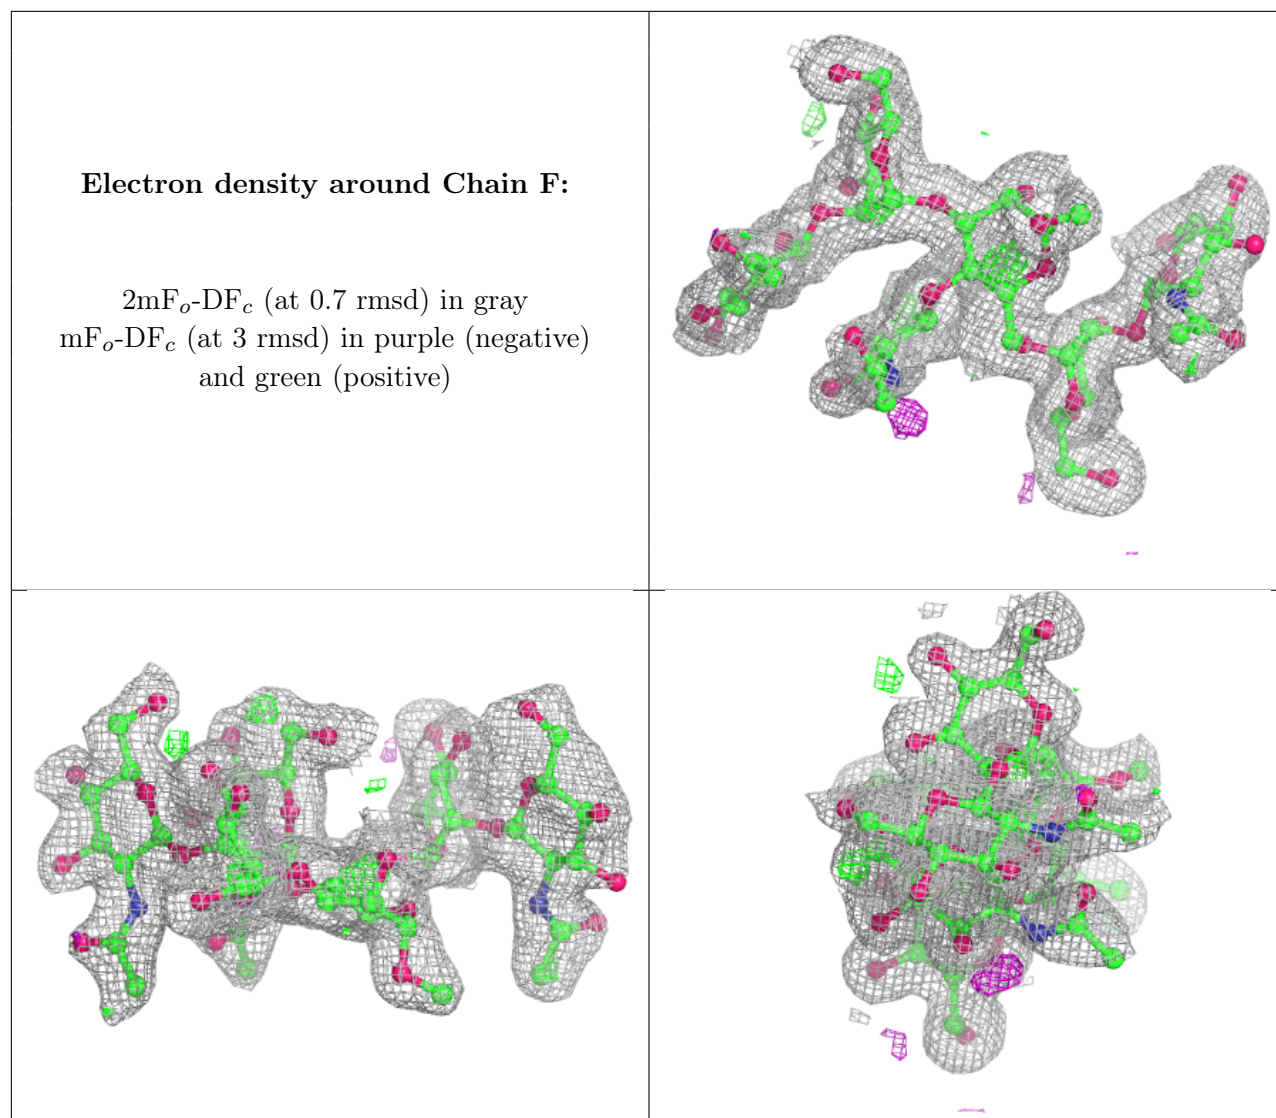 Electron density around Chain F:
2mFo-DFc (at 0.7 rmsd) in gray
mFo-DFc (at 3 rmsd) in purple (negative)
and green (positive)